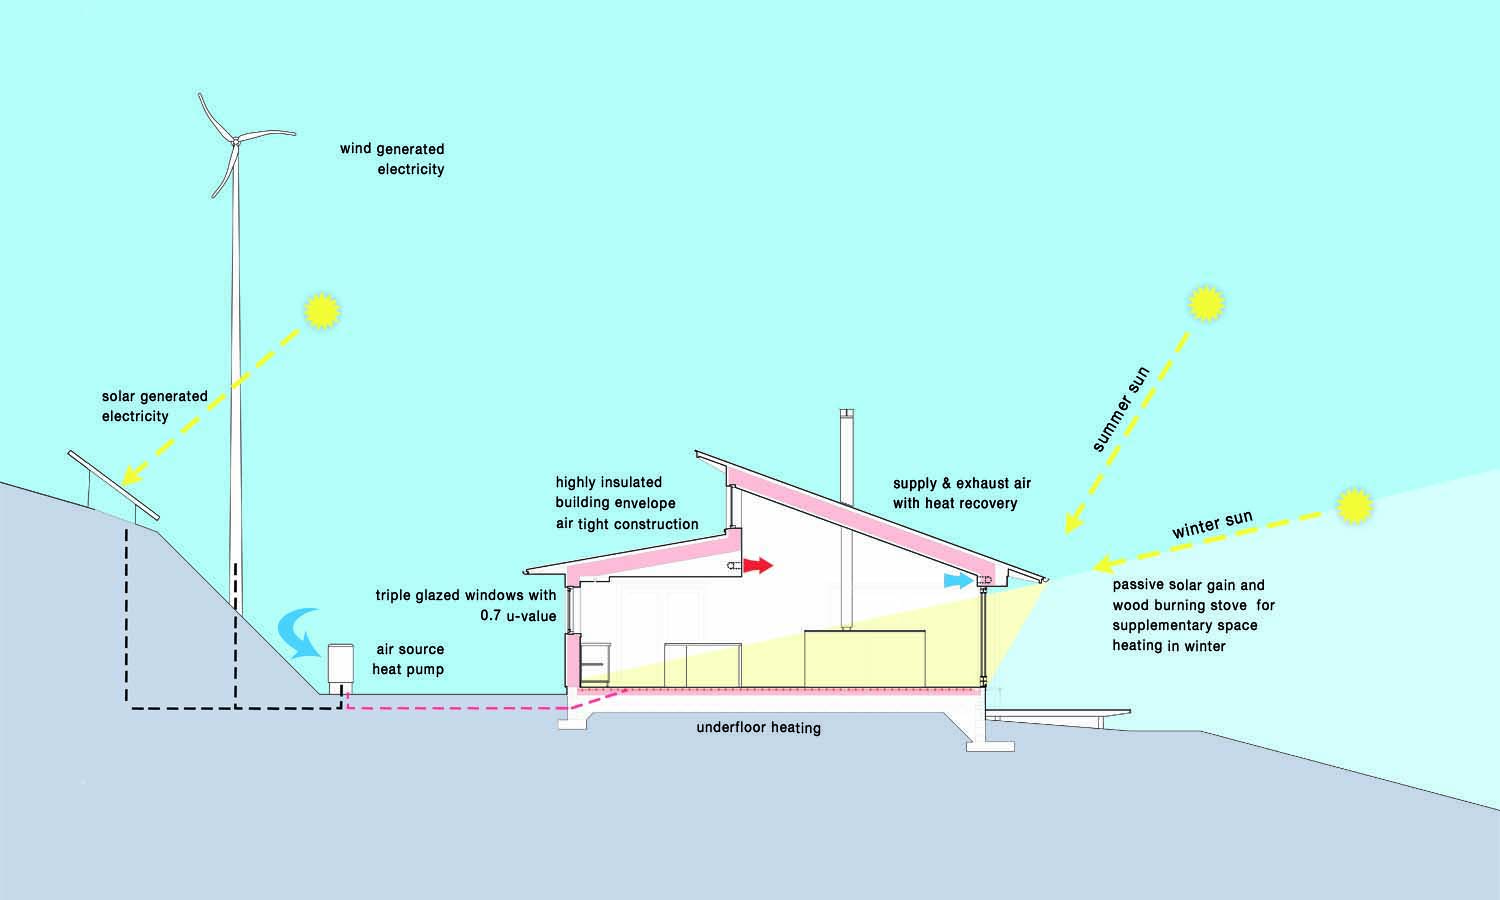 wind generated
electricity
solar generated
electricity
summer sun
highly insulated
building envelope
air tight construction
supply & exhaust air
with heat recovery
winter sun
triple glazed windows with
0.7 u-value
passive solar gain and
wood burning stove for
supplementary space
heating in winter
air source
heat pump
underfloor heating